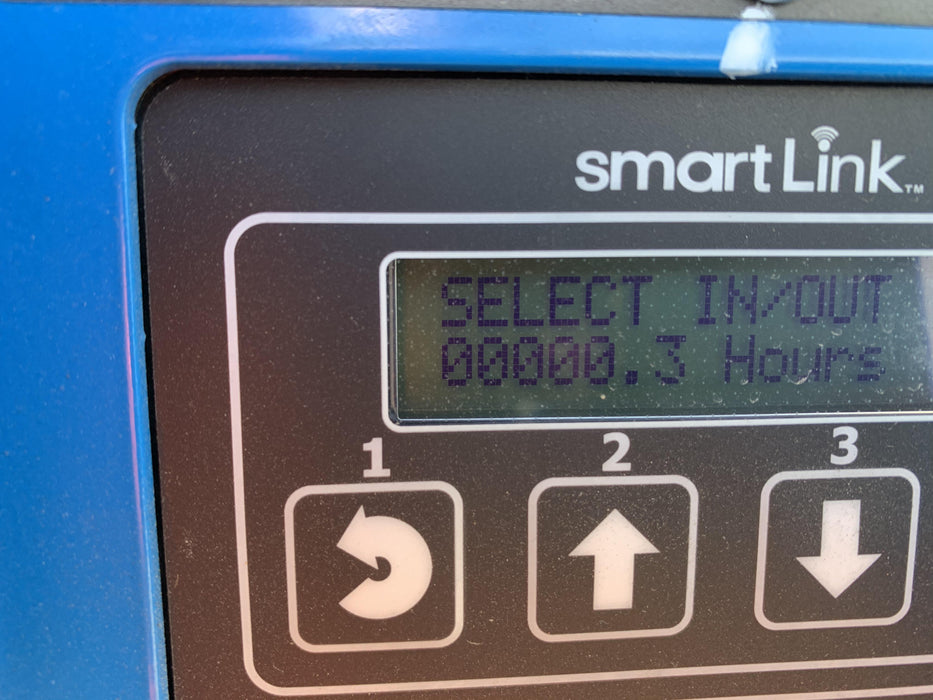 smartLink™
SELECT IN/OUT
00000.3 Hours
1 2 3